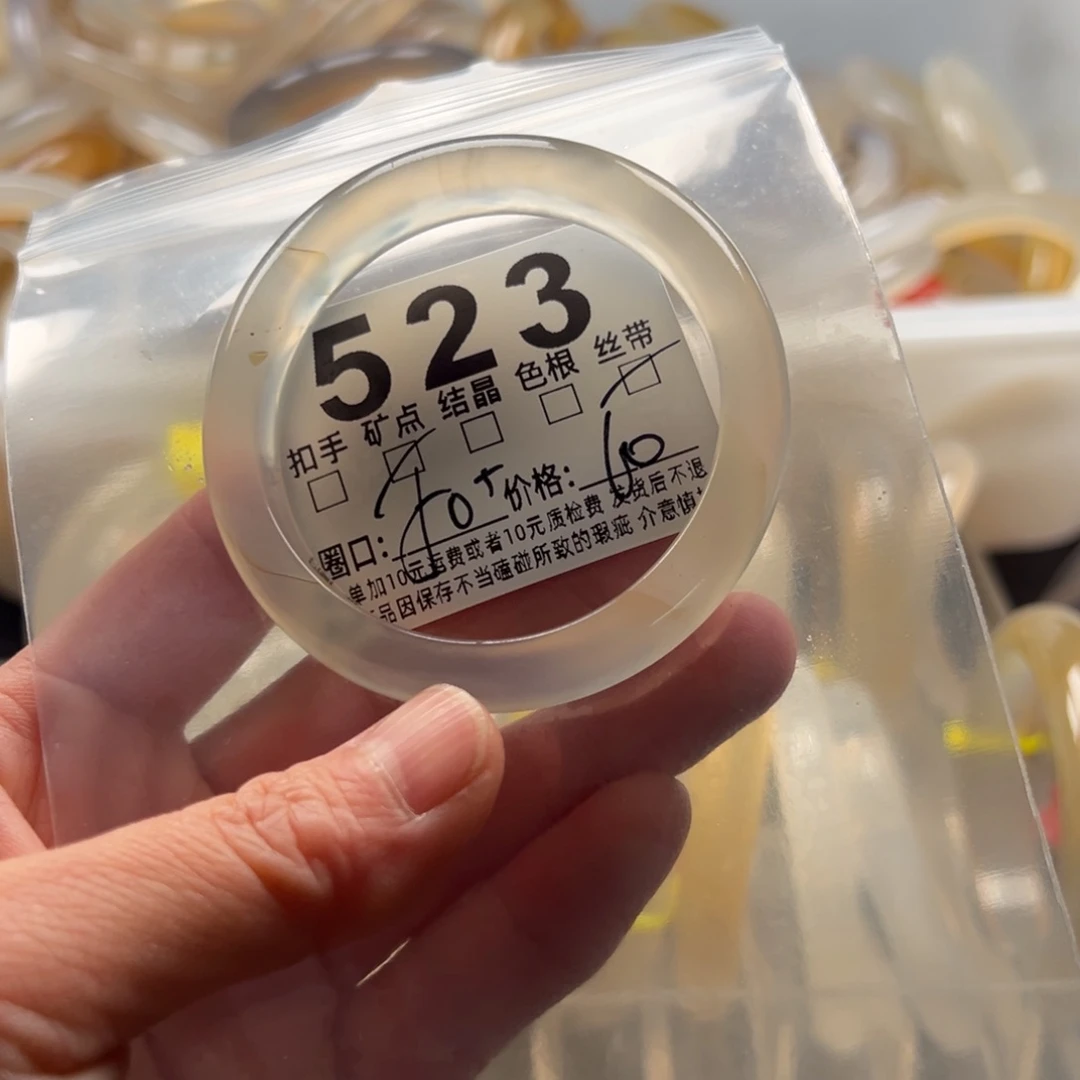 523
扣手 矿点 结晶 色根 丝带
圈口: 价格:
单加10元运费或者10元质检费 发货后不退
品因保存不当磕碰所致的瑕疵 介意慎